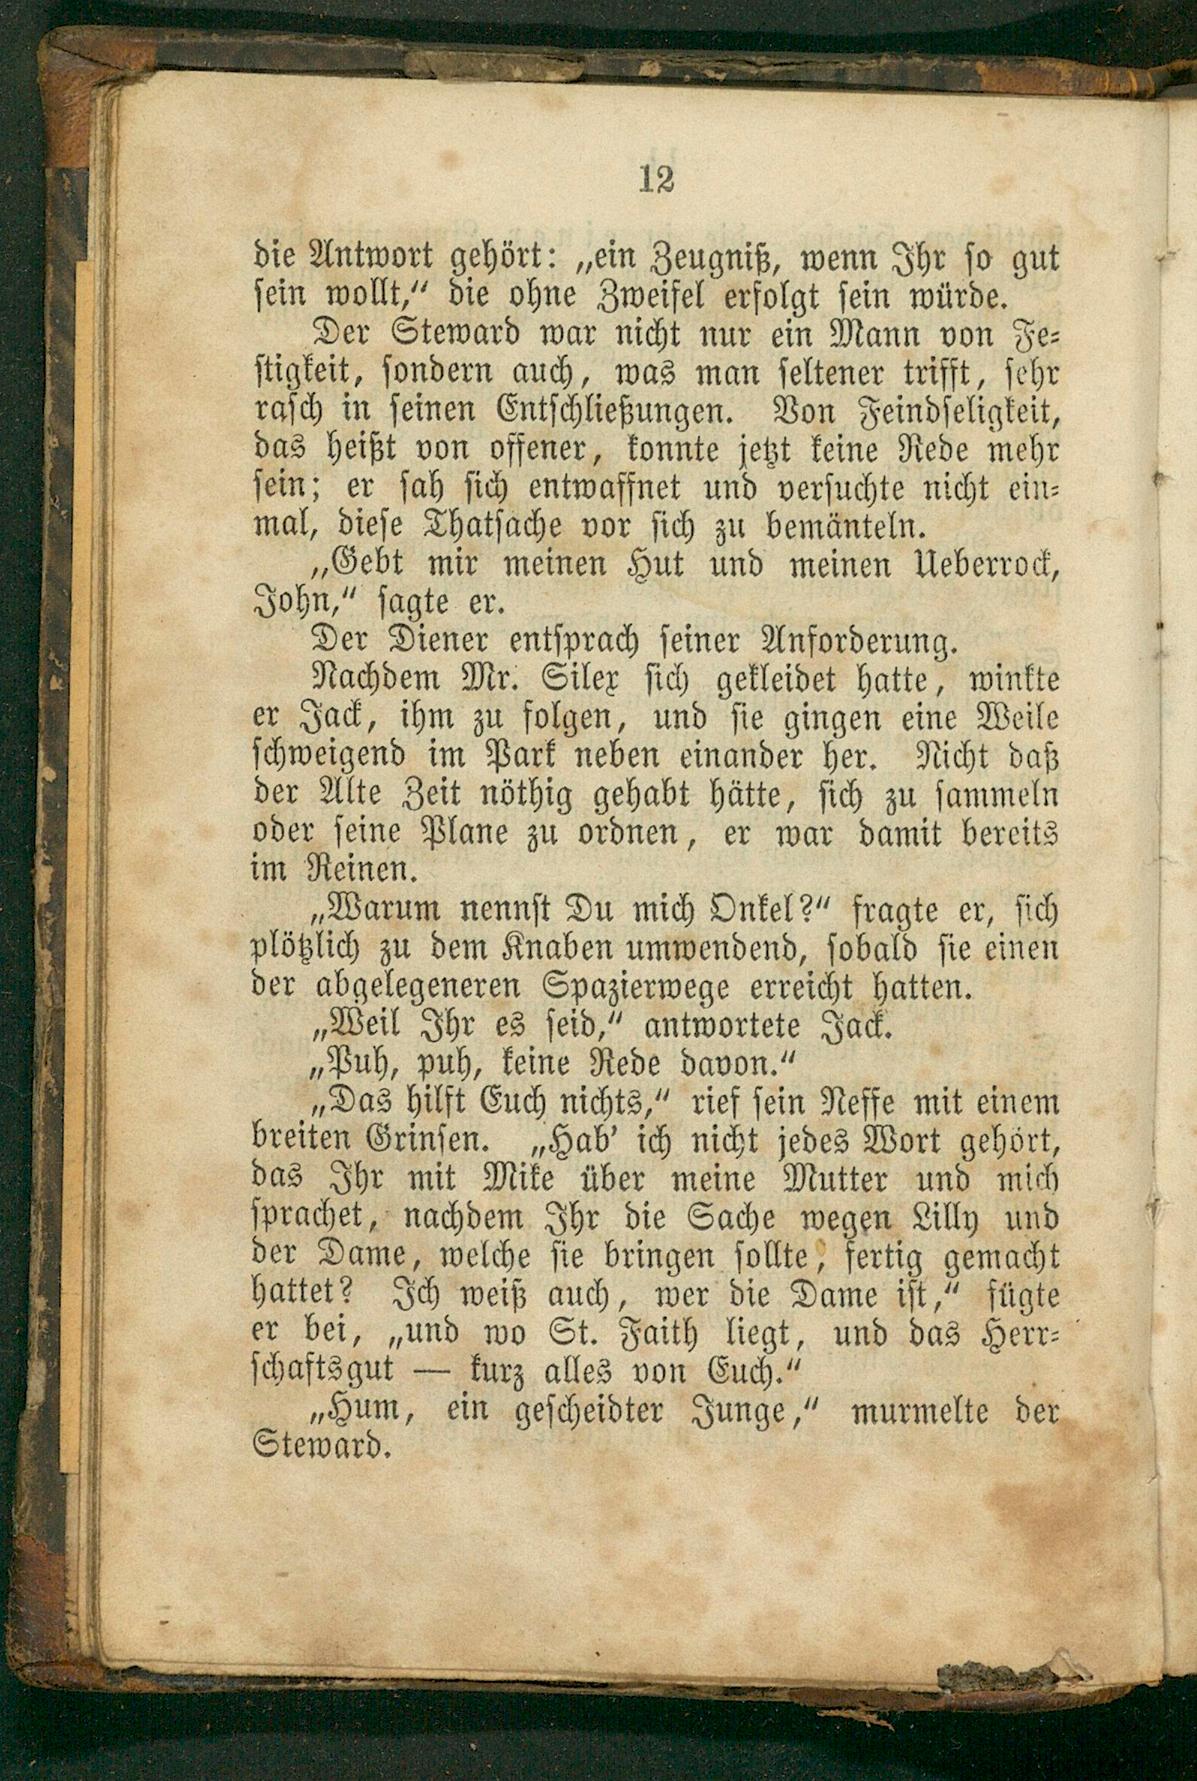 12
die Antwort gehört: „ein Zeugniß, wenn Ihr so gut
sein wollt,“ die ohne Zweifel erfolgt sein würde.
Der Steward war nicht nur ein Mann von Fe⸗
stigkeit, sondern auch, was man seltener trifft, sehr
rasch in seinen Entschließungen. Von Feindseligkeit,
das heißt von offener, konnte jetzt keine Rede mehr
sein; er sah sich entwaffnet und versuchte nicht ein⸗
mal, diese Thatsache vor sich zu bemänteln.
„Gebt mir meinen Hut und meinen Ueberrock,
John,“ sagte er.
Der Diener entsprach seiner Anforderung.
Nachdem Mr. Silex sich gekleidet hatte, winkte
er Jack, ihm zu folgen, und sie gingen eine Weile
schweigend im Park neben einander her. Nicht daß
der Alte Zeit nöthig gehabt hätte, sich zu sammeln
oder seine Plane zu ordnen, er war damit bereits
im Reinen.
„Warum nennst Du mich Onkel?“ fragte er, sich
plötzlich zu dem Knaben umwendend, sobald sie einen
der abgelegeneren Spazierwege erreicht hatten.
„Weil Ihr es seid,“ antwortete Jack.
„Puh, puh, keine Rede davon.“
„Das hilft Euch nichts,“ rief sein Neffe mit einem
breiten Grinsen. „Hab’ ich nicht jedes Wort gehört,
das Ihr mit Mike über meine Mutter und mich
sprachet, nachdem Ihr die Sache wegen Lilly und
der Dame, welche sie bringen sollte, fertig gemacht
hattet? Ich weiß auch, wer die Dame ist,“ fügte
er bei, „und wo St. Faith liegt, und das Herr⸗
schaftsgut — kurz alles von Euch.“
„Hum, ein gescheidter Junge,“ murmelte der
Steward.